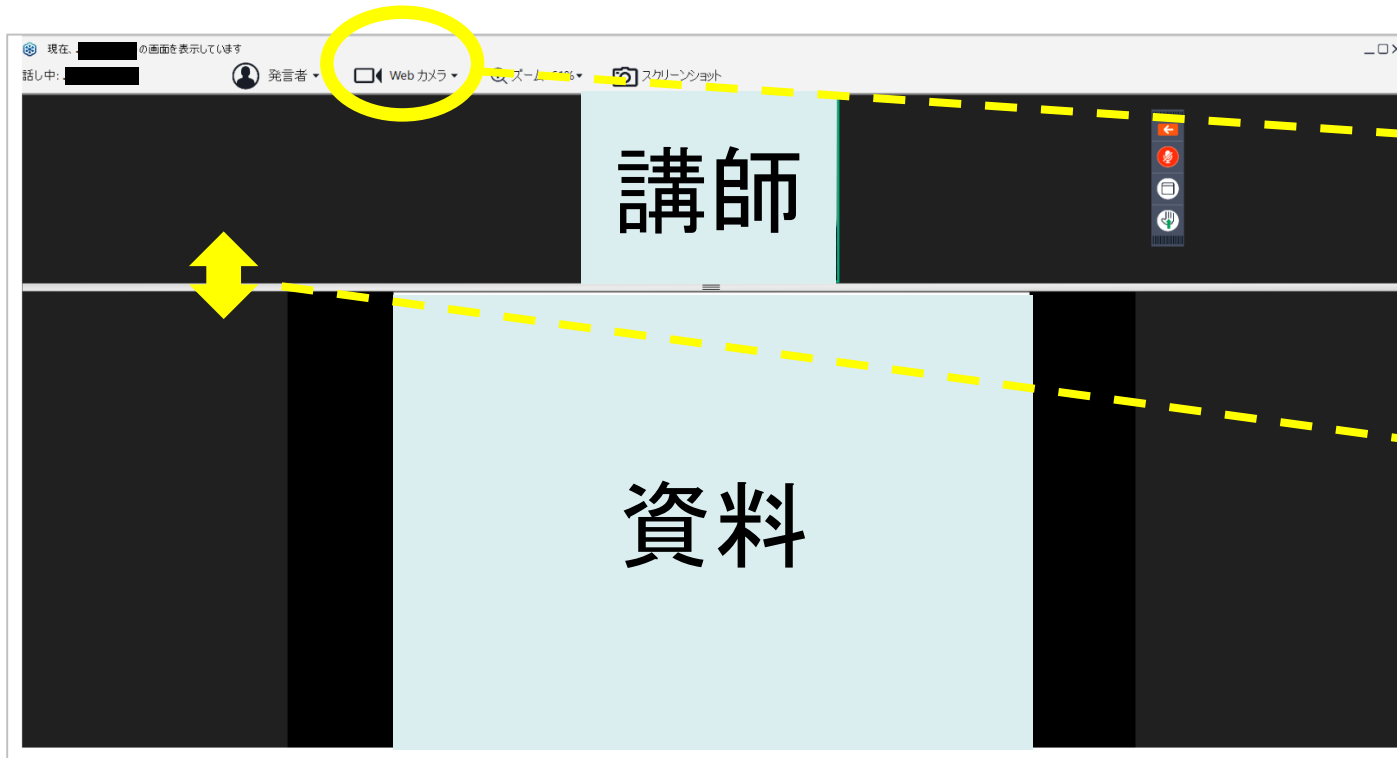 現在、 の画面を表示しています
話し中:
発言者
Web カメラ
ズーム
スクリーンショット
講師
資料